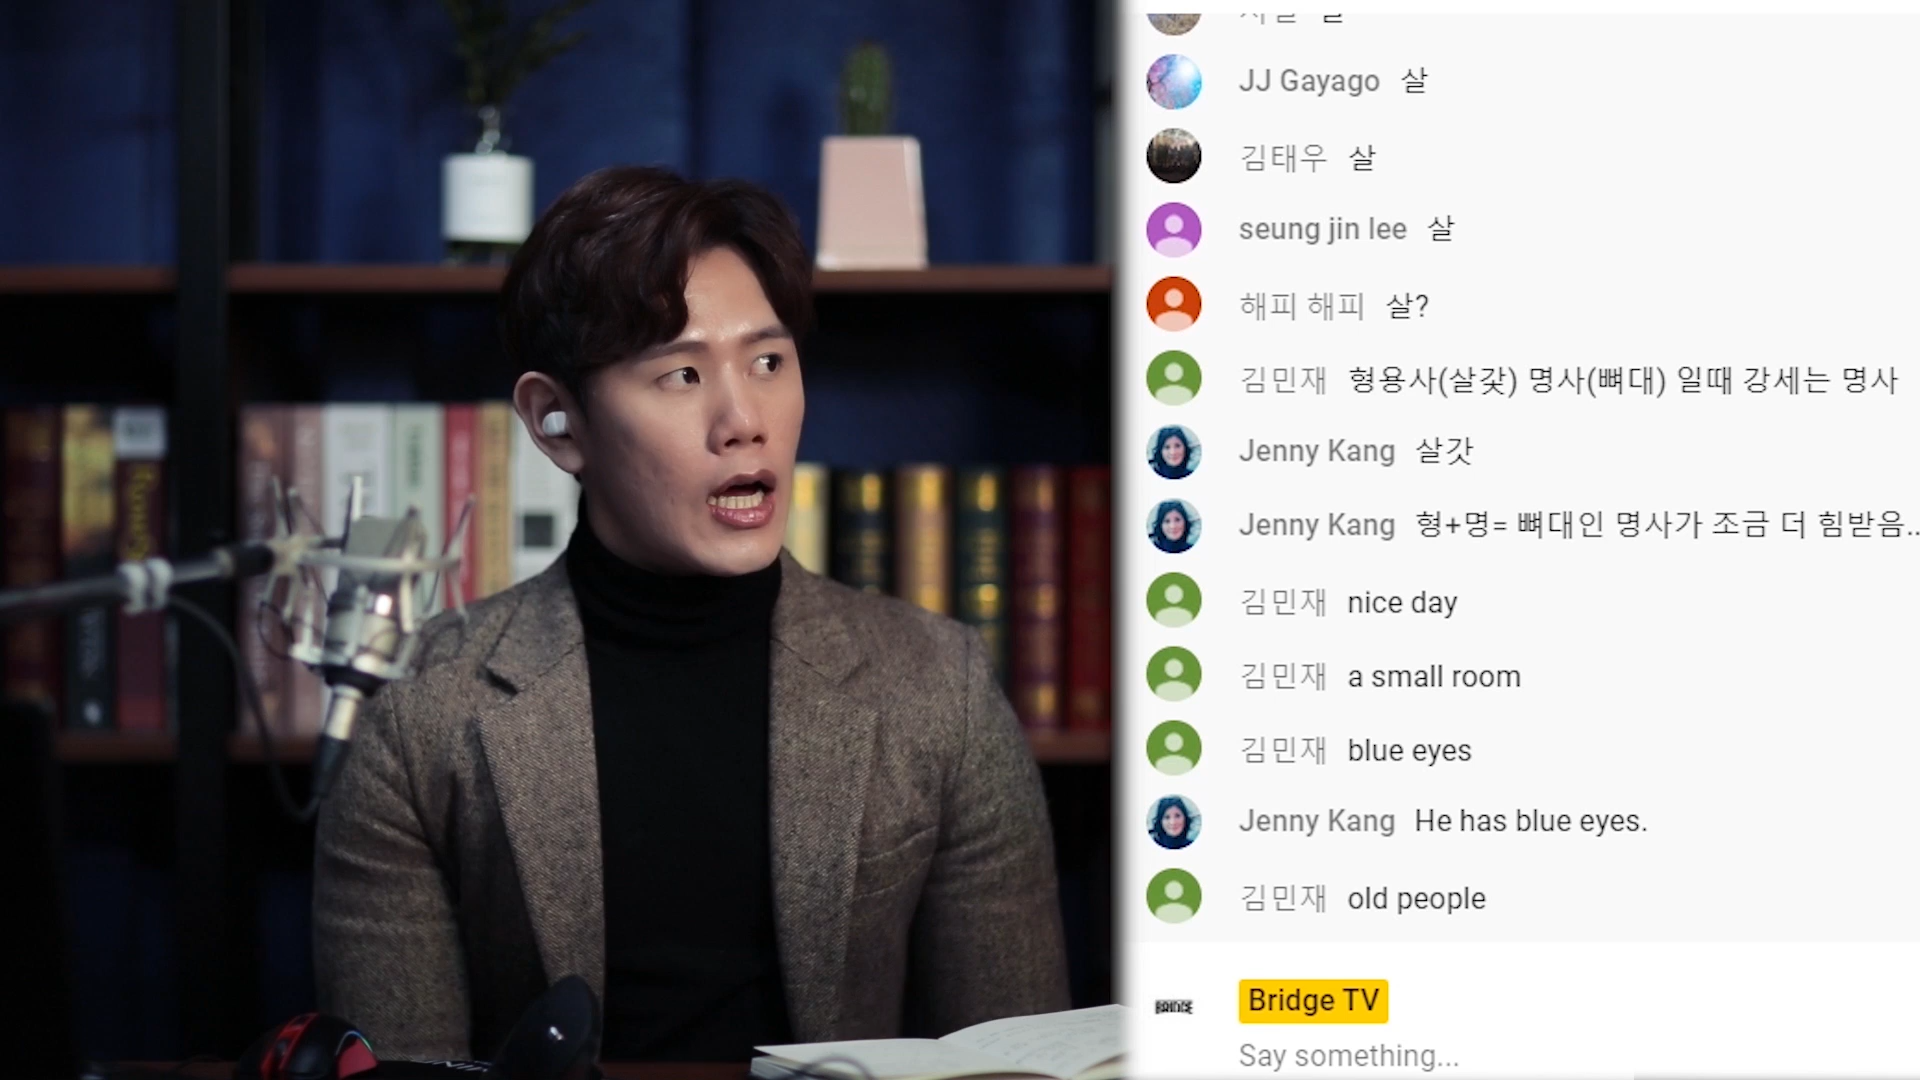 JJ Gayago 살
김태우 살
seung jin lee 살
해피 해피 살?
김민재 형용사(살갗) 명사(뼈대) 일때 강세는 명사
Jenny Kang 살갓
Jenny Kang 형+명= 뼈대인 명사가 조금 더 힘받음..
김민재 nice day
김민재 a small room
김민재 blue eyes
Jenny Kang He has blue eyes.
김민재 old people
BRIDGE
Bridge TV
Say something...